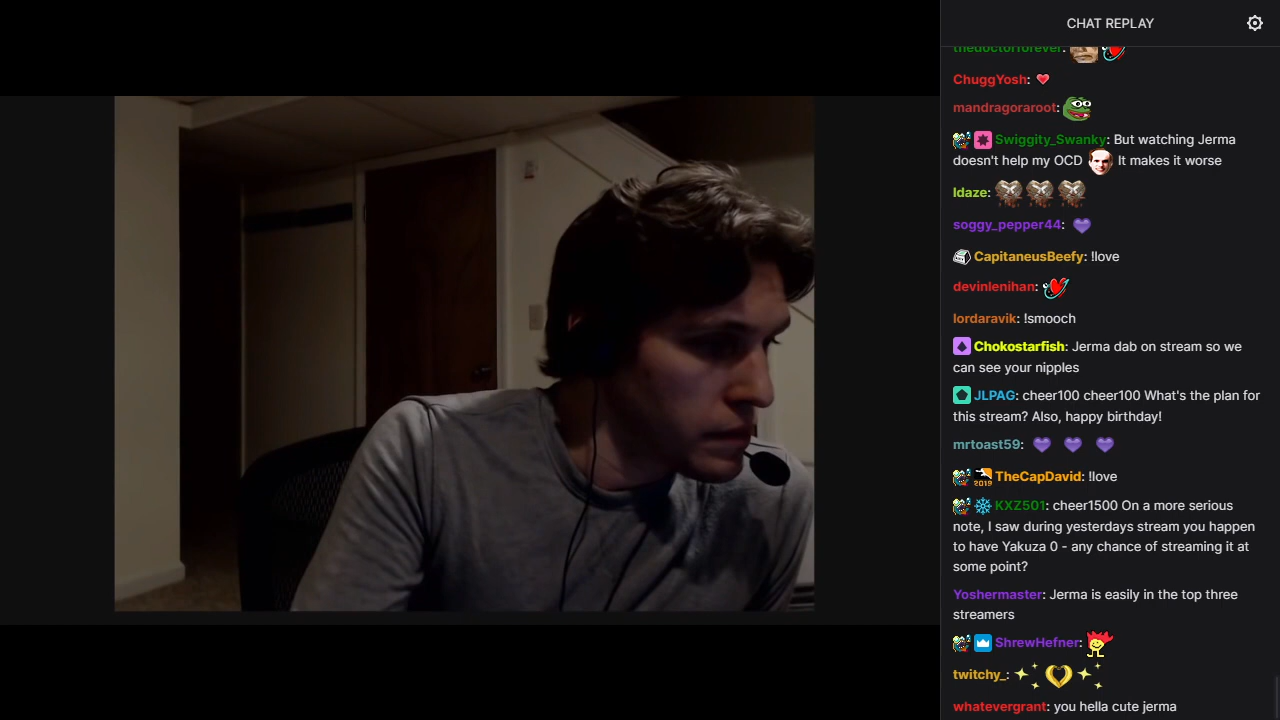 CHAT REPLAY
thedoctorforever:
ChuggYosh:
mandragoraroot:
Swiggity_Swanky: But watching Jerma
doesn't help my OCD It makes it worse
ldaze:
soggy_pepper44:
CapitaneusBeefy: !love
devinlenihan:
lordaravik: !smooch
Chokostarfish: Jerma dab on stream so we
can see your nipples
JLPAG: cheer100 cheer100 What's the plan for
this stream? Also, happy birthday!
mrtoast59:
2019 TheCapDavid: !love
KXZ501: cheer1500 On a more serious
note, I saw during yesterdays stream you happen
to have Yakuza 0 - any chance of streaming it at
some point?
Yoshermaster: Jerma is easily in the top three
streamers
ShrewHefner:
twitchy_:
whatevergrant: you hella cute jerma